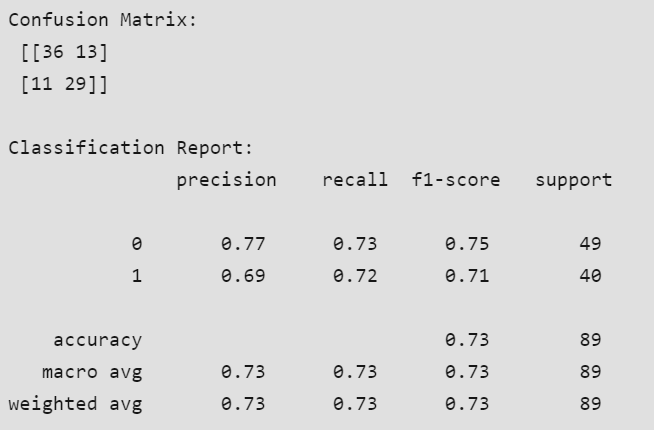 Confusion Matrix:
[[36 13]
[11 29]]
Classification Report:
precision recall f1-score support
0 0.77 0.73 0.75 49
1 0.69 0.72 0.71 40
accuracy 0.73 89
macro avg 0.73 0.73 0.73 89
weighted avg 0.73 0.73 0.73 89